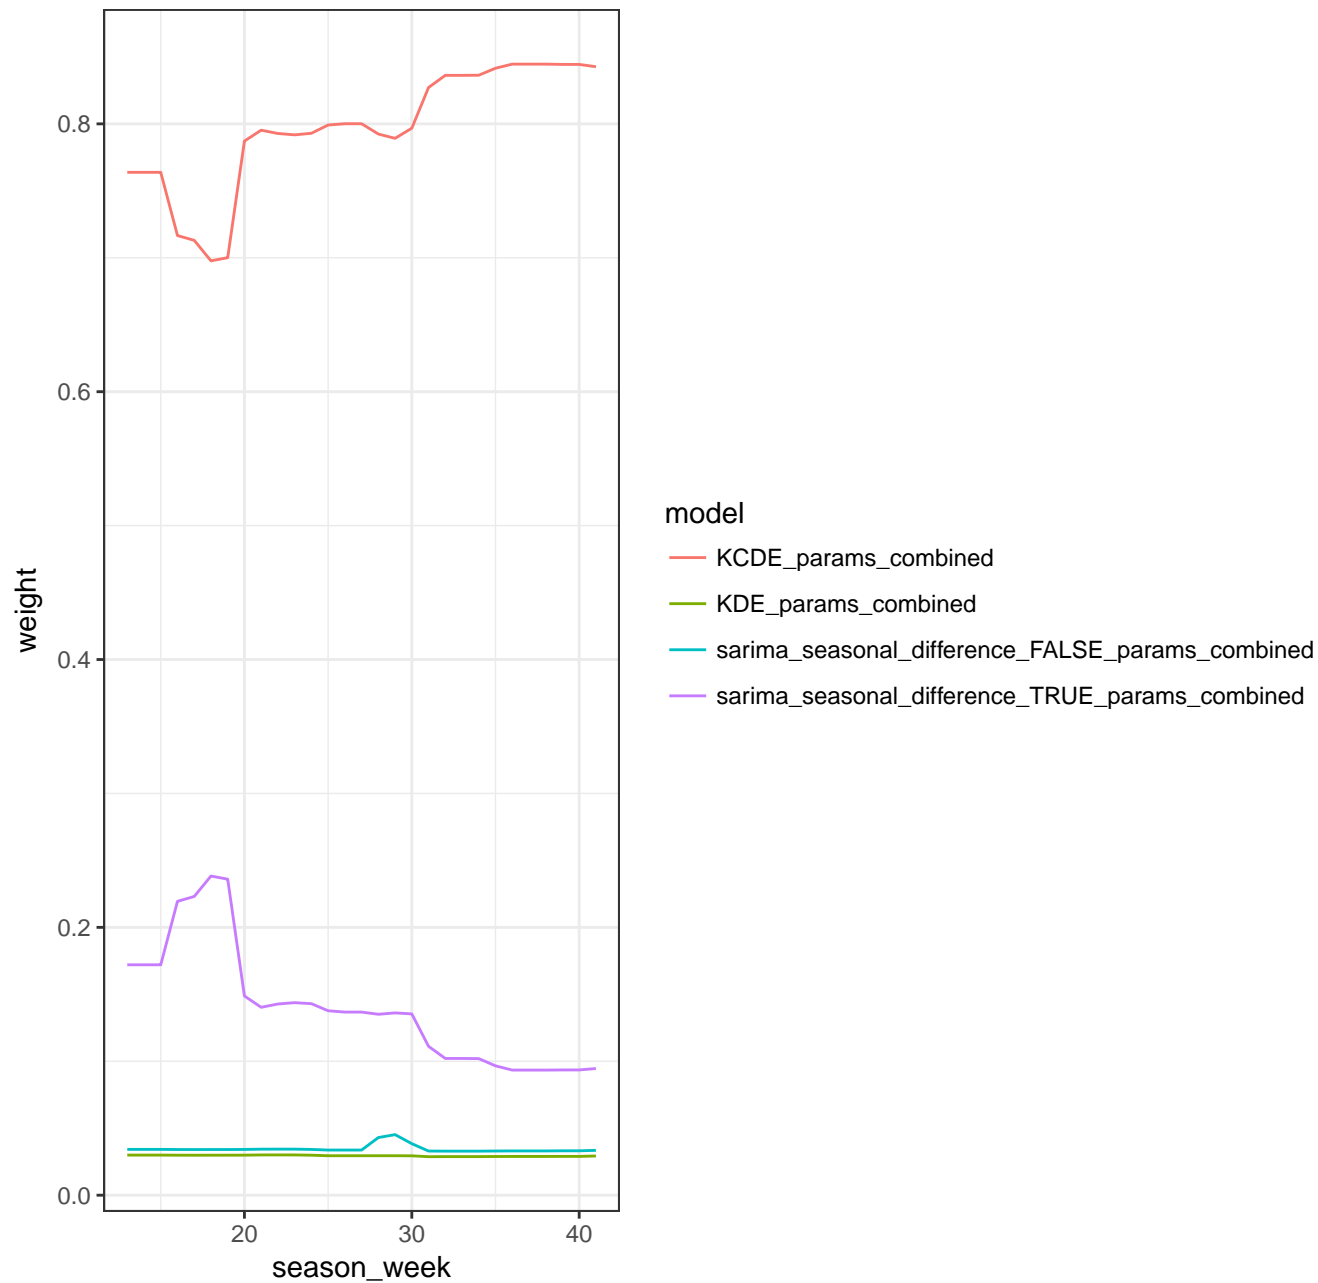 0.8
0.6
0.4
0.2
0.0
weight
20
30
40
season_week
model
KCDE_params_combined
KDE_params_combined
sarima_seasonal_difference_FALSE_params_combined
sarima_seasonal_difference_TRUE_params_combined